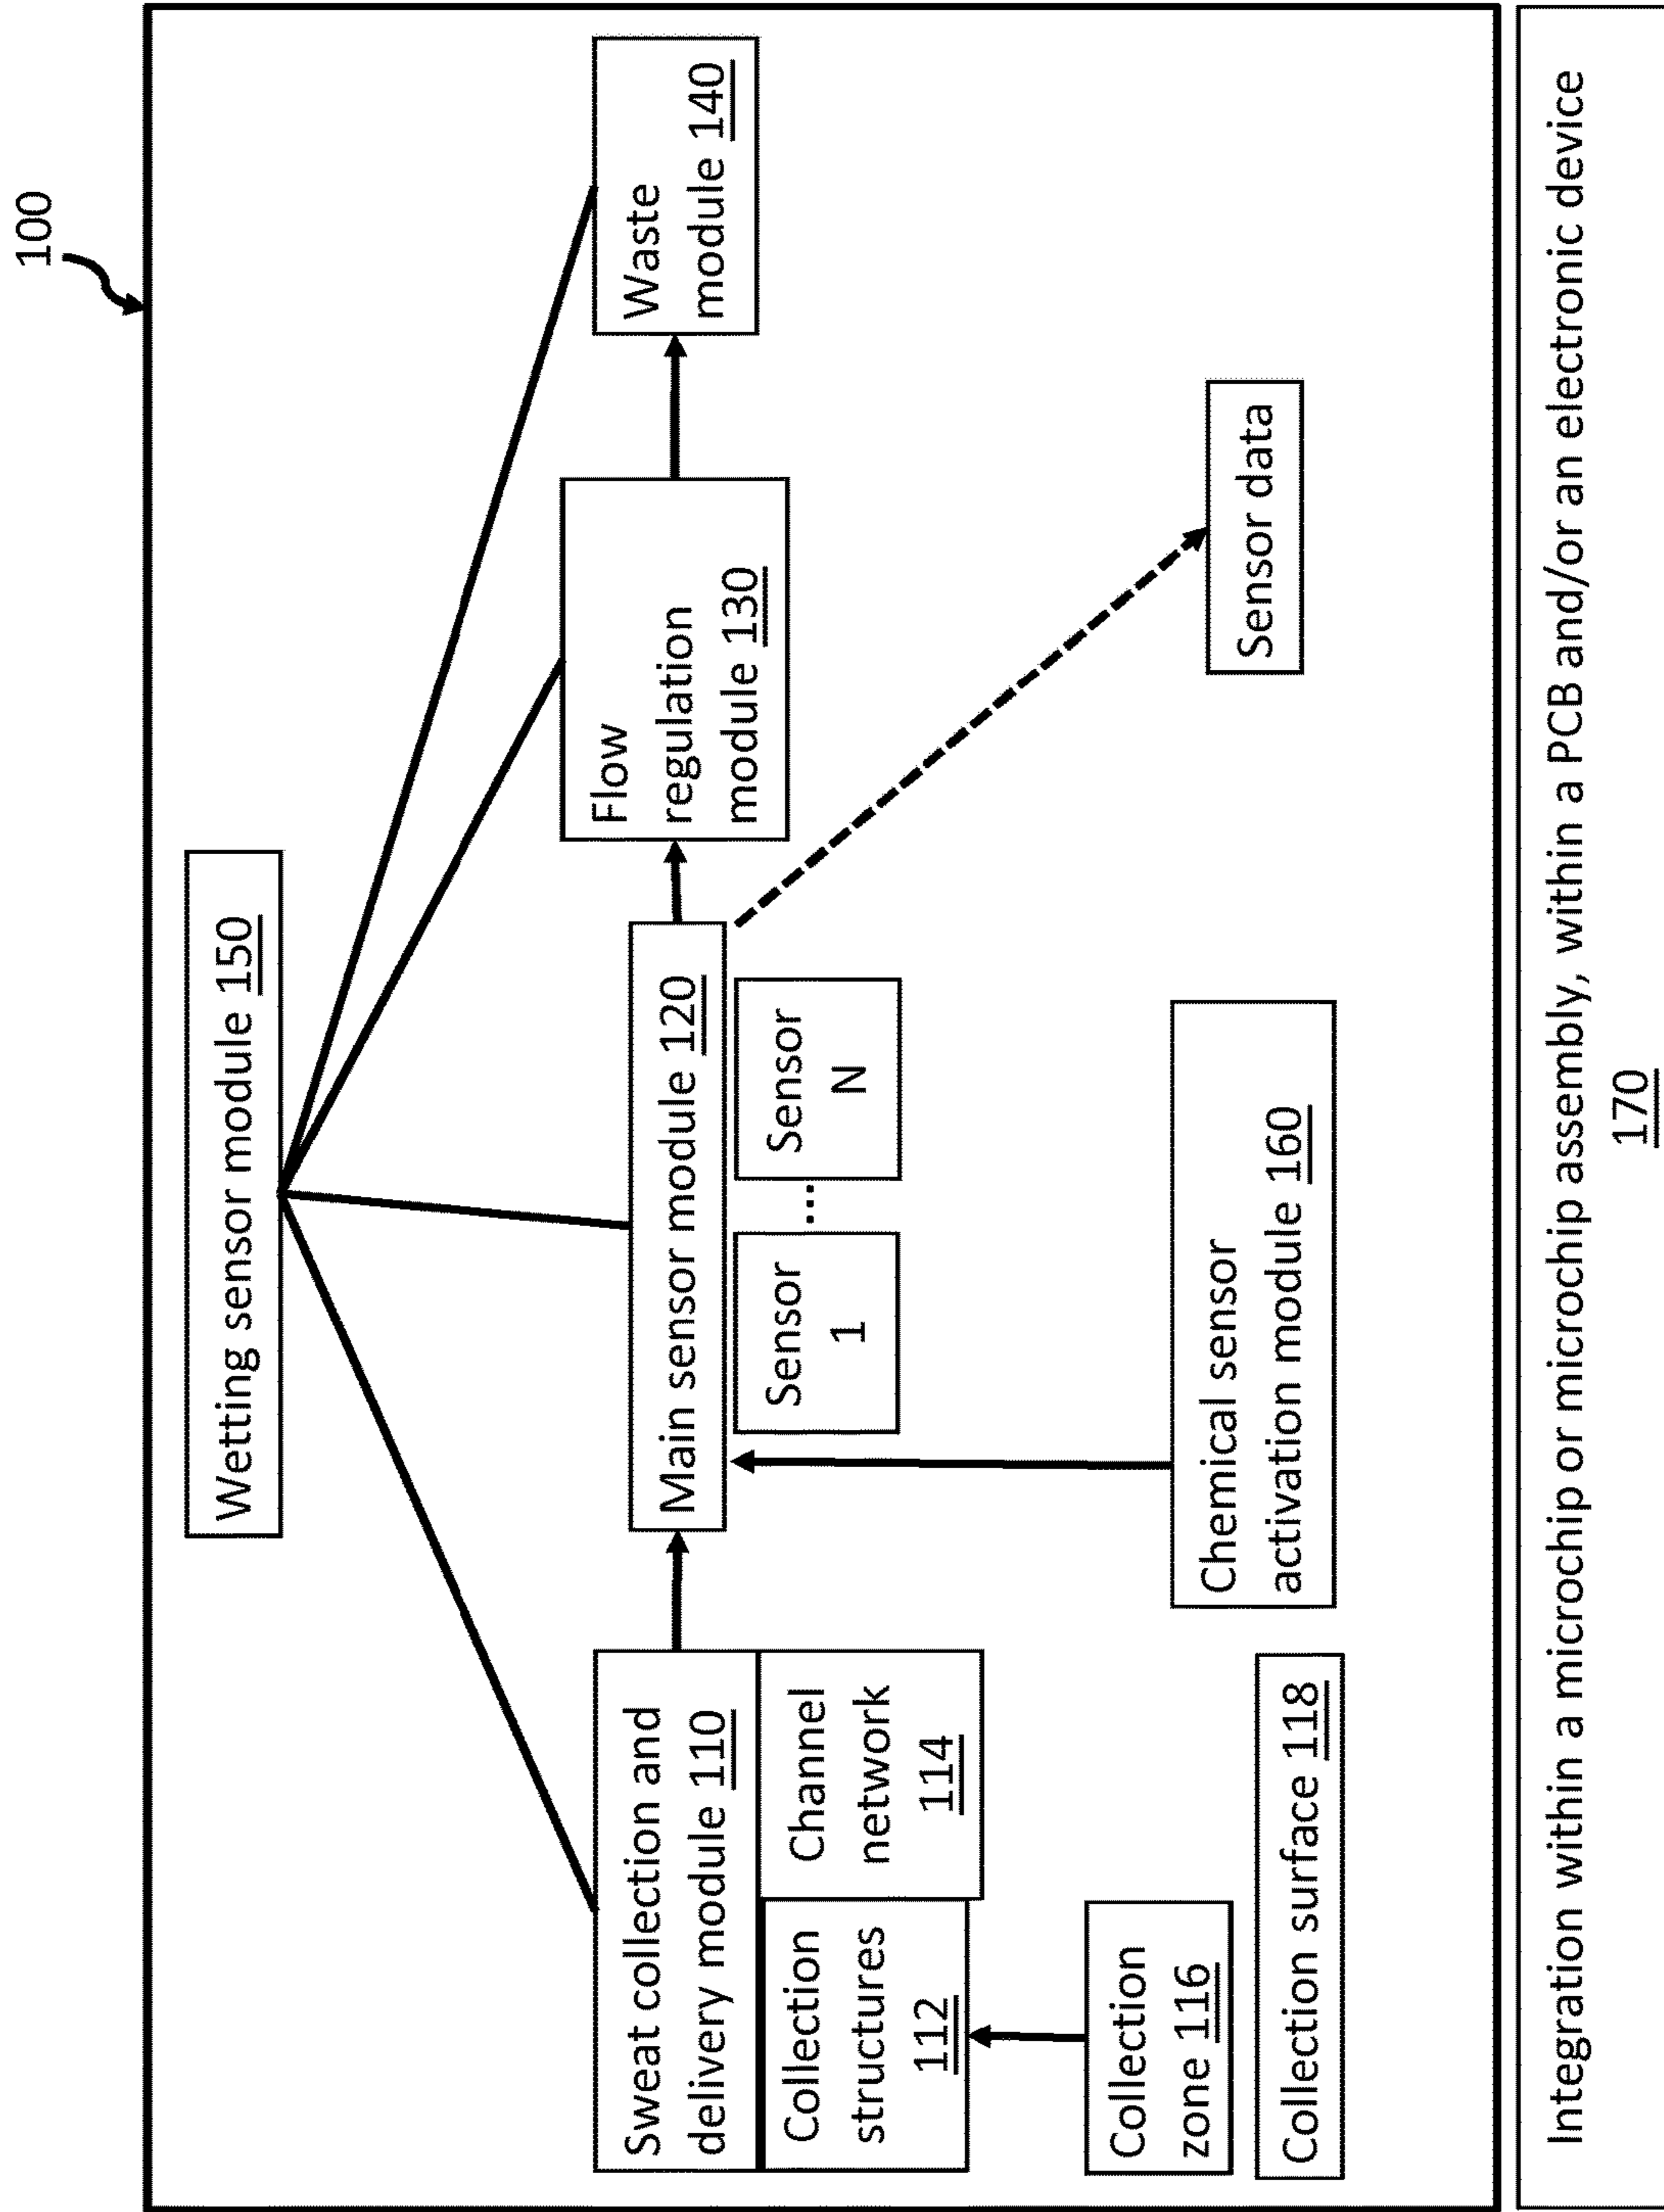 100
Wetting sensor module 150
Sweat collection and
delivery module 110
Collection
structures
112
Channel
network
114
Main sensor module 120
Sensor
1
...
Sensor
N
Flow
regulation
module 130
Waste
module 140
Collection
zone 116
Collection surface 118
Chemical sensor
activation module 160
Sensor data
Integration within a microchip or microchip assembly, within a PCB and/or an electronic device
170